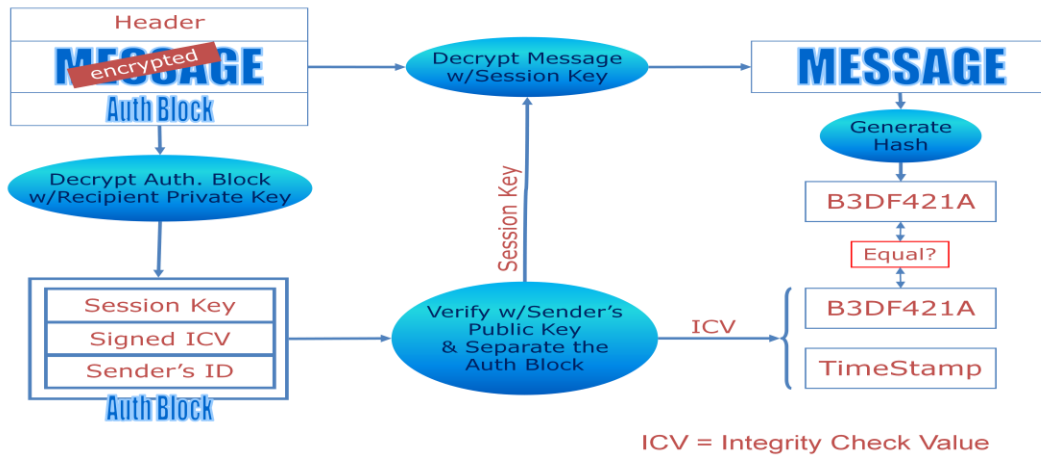 Header
MESSAGE
encrypted
Auth Block
Decrypt Message
w/Session Key
MESSAGE
Generate
Hash
Decrypt Auth. Block
w/Recipient Private Key
B3DF421A
Session Key
Equal?
Session Key
Signed ICV
Sender's ID
Auth Block
Verify w/Sender's
Public Key
& Separate the
Auth Block
ICV
B3DF421A
TimeStamp
ICV = Integrity Check Value